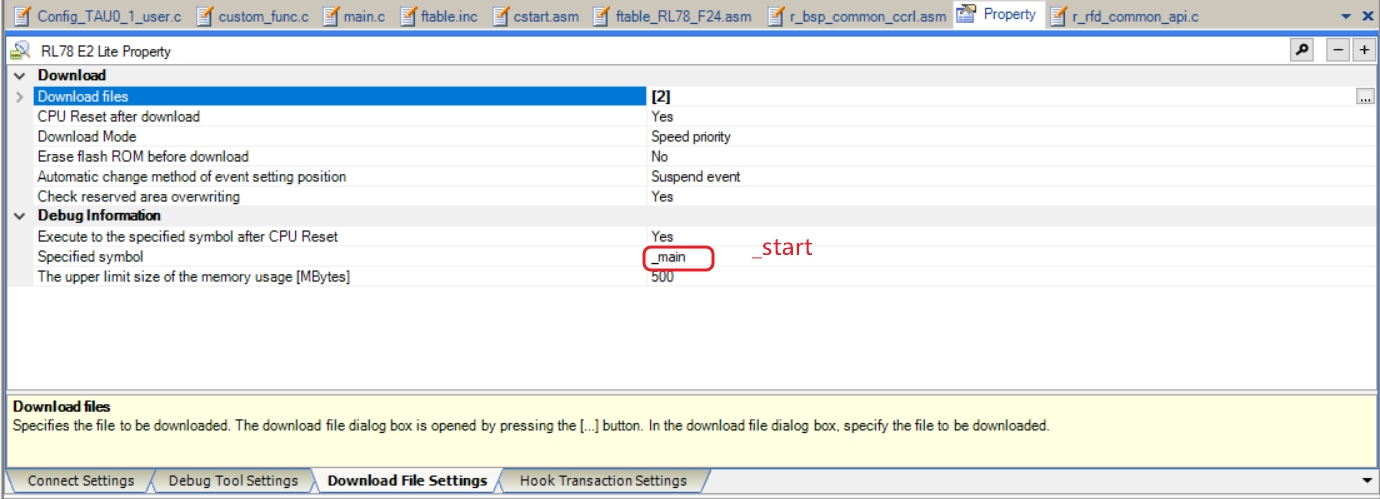 Config_TAU0_1_user.c custom_func.c main.c ftable.inc cstart.asm ftable_RL78_F24.asm r_bsp_common_ccrl.asm Property r_rfd_common_api.c
RL78 E2 Lite Property
Download
Download files [2] ...
CPU Reset after download Yes
Download Mode Speed priority
Erase flash ROM before download No
Automatic change method of event setting position Suspend event
Check reserved area overwriting Yes
Debug Information
Execute to the specified symbol after CPU Reset Yes
Specified symbol _main _start
The upper limit size of the memory usage [MBytes] 500
Download files
Specifies the file to be downloaded. The download file dialog box is opened by pressing the [...] button. In the download file dialog box, specify the file to be downloaded.
Connect Settings Debug Tool Settings Download File Settings Hook Transaction Settings